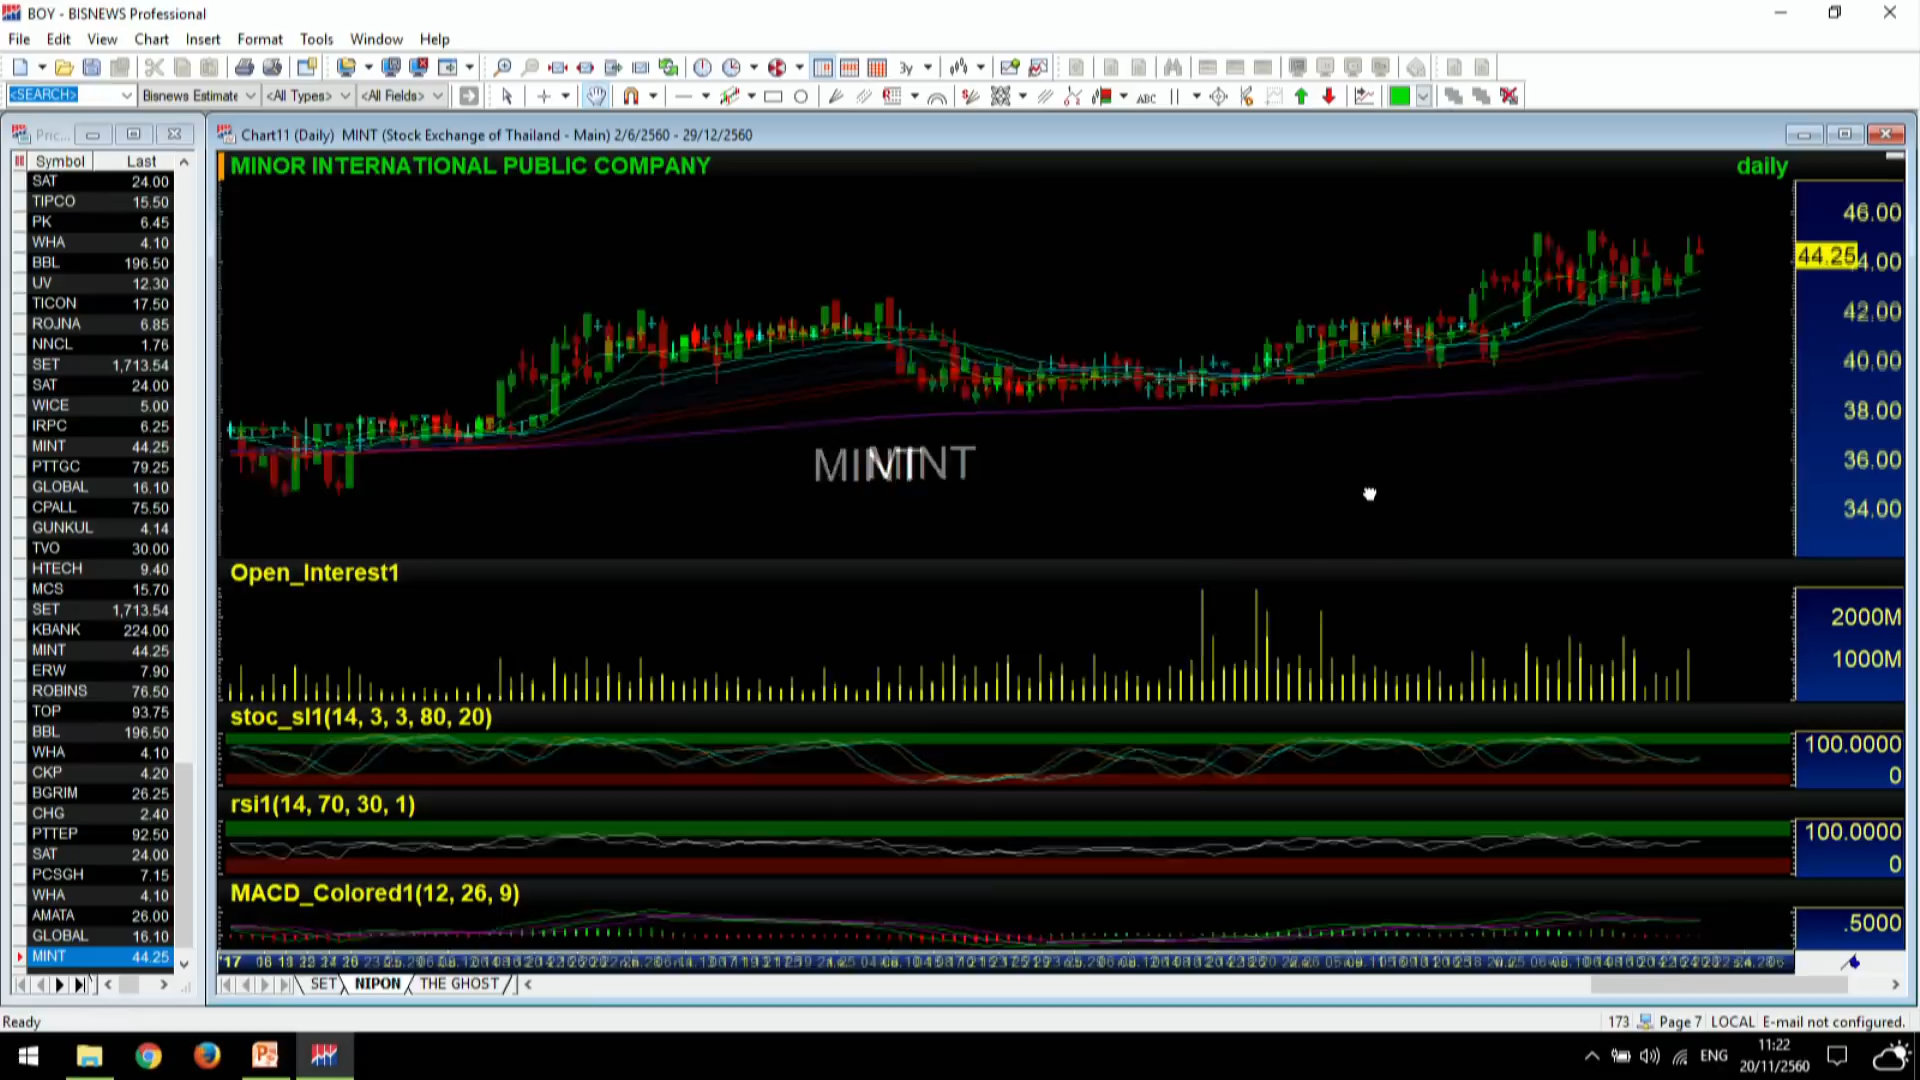 BOY - BISNEWS Professional
File Edit View Chart Insert Format Tools Window Help
<SEARCH> Bisnews Estimate <All Types> <All Fields>
Pric...
Chart11 (Daily) MINT (Stock Exchange of Thailand - Main) 2/6/2560 - 29/12/2560
Symbol Last
SAT 24.00
TIPCO 15.50
PK 6.45
WHA 4.10
BBL 196.50
UV 12.30
TICON 17.50
ROJNA 6.85
NNCL 1.76
SET 1,713.54
SAT 24.00
WICE 5.00
IRPC 6.25
MINT 44.25
PTTGC 79.25
GLOBAL 16.10
CPALL 75.50
GUNKUL 4.14
TVO 30.00
HTECH 9.40
MCS 15.70
SET 1,713.54
KBANK 224.00
MINT 44.25
ERW 7.90
ROBINS 76.50
TOP 93.75
BBL 196.50
WHA 4.10
CKP 4.20
BGRIM 26.25
CHG 2.40
PTTEP 92.50
SAT 24.00
PCSGH 7.15
WHA 4.10
AMATA 26.00
GLOBAL 16.10
MINT 44.25
MINOR INTERNATIONAL PUBLIC COMPANY
daily
46.00
44.25
42.00
40.00
38.00
36.00
34.00
MINT
Open_Interest1
2000M
1000M
stoc_sl1(14, 3, 3, 80, 20)
100.0000
0
rsi1(14, 70, 30, 1)
100.0000
0
MACD_Colored1(12, 26, 9)
.5000
'17
SET NIPON THE GHOST
Ready
173 Page 7 LOCAL E-mail not configured.
ENG
11:22
20/11/2560